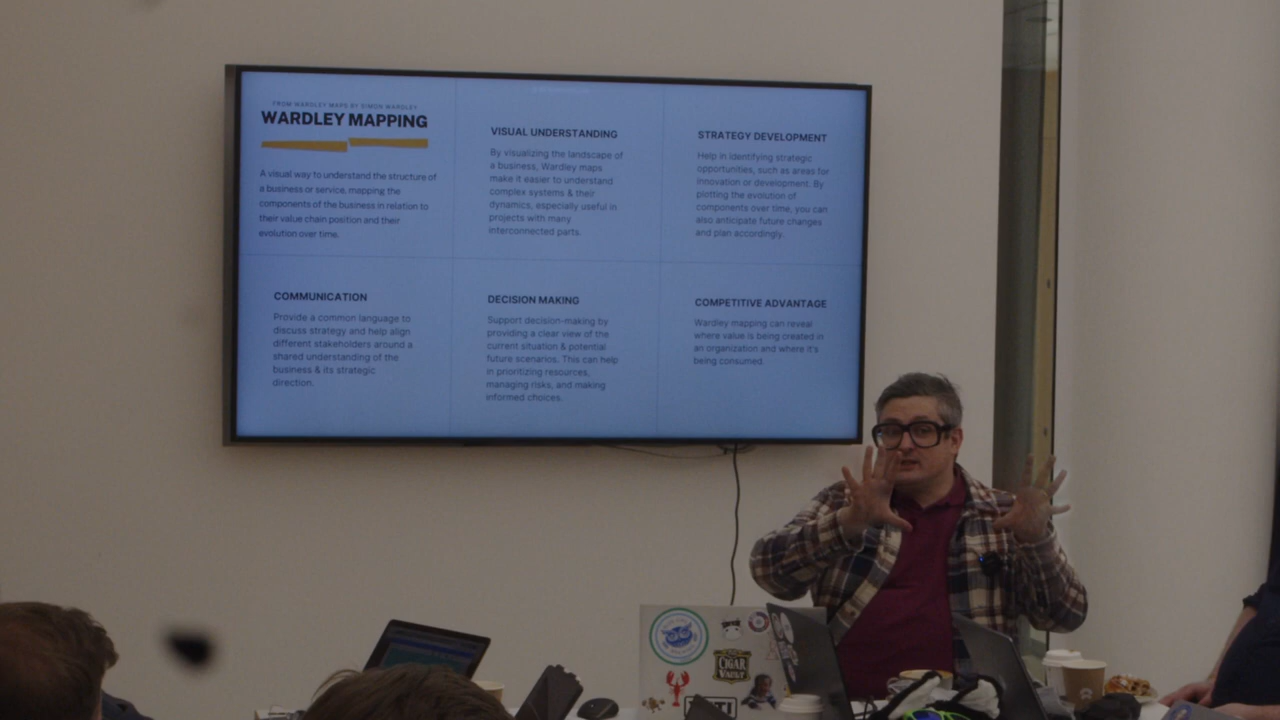 FROM WARDLEY MAPS BY SIMON WARDLEY
WARDLEY MAPPING
A visual way to understand the structure of
a business or service, mapping the
components of the business in relation to
their value chain position and their
evolution over time.
VISUAL UNDERSTANDING
By visualizing the landscape of
a business, Wardley maps
make it easier to understand
complex systems & their
dynamics, especially useful in
projects with many
interconnected parts.
STRATEGY DEVELOPMENT
Help in identifying strategic
opportunities, such as areas for
innovation or development. By
plotting the evolution of
components over time, you can
also anticipate future changes
and plan accordingly.
COMMUNICATION
Provide a common language to
discuss strategy and help align
different stakeholders around a
shared understanding of the
business & its strategic
direction.
DECISION MAKING
Support decision-making by
providing a clear view of the
current situation & potential
future scenarios. This can help
in prioritizing resources,
managing risks, and making
informed choices.
COMPETITIVE ADVANTAGE
Wardley mapping can reveal
where value is being created in
an organization and where it's
being consumed.
CIGAR
VAULT